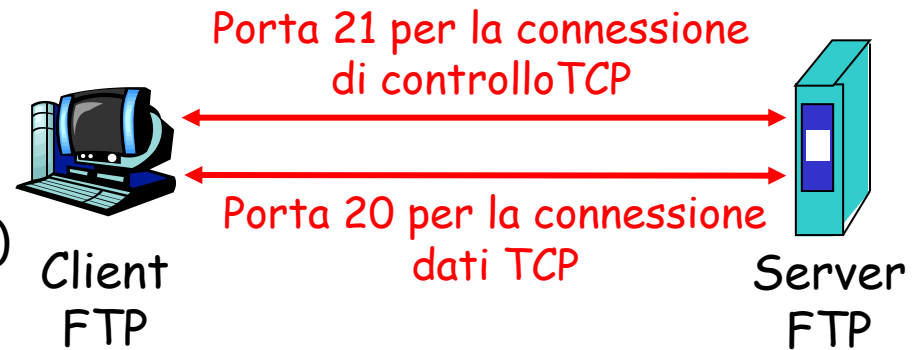 Porta 21 per la connessione
di controlloTCP
Porta 20 per la connessione
dati TCP
)
Client
FTP
Server
FTP